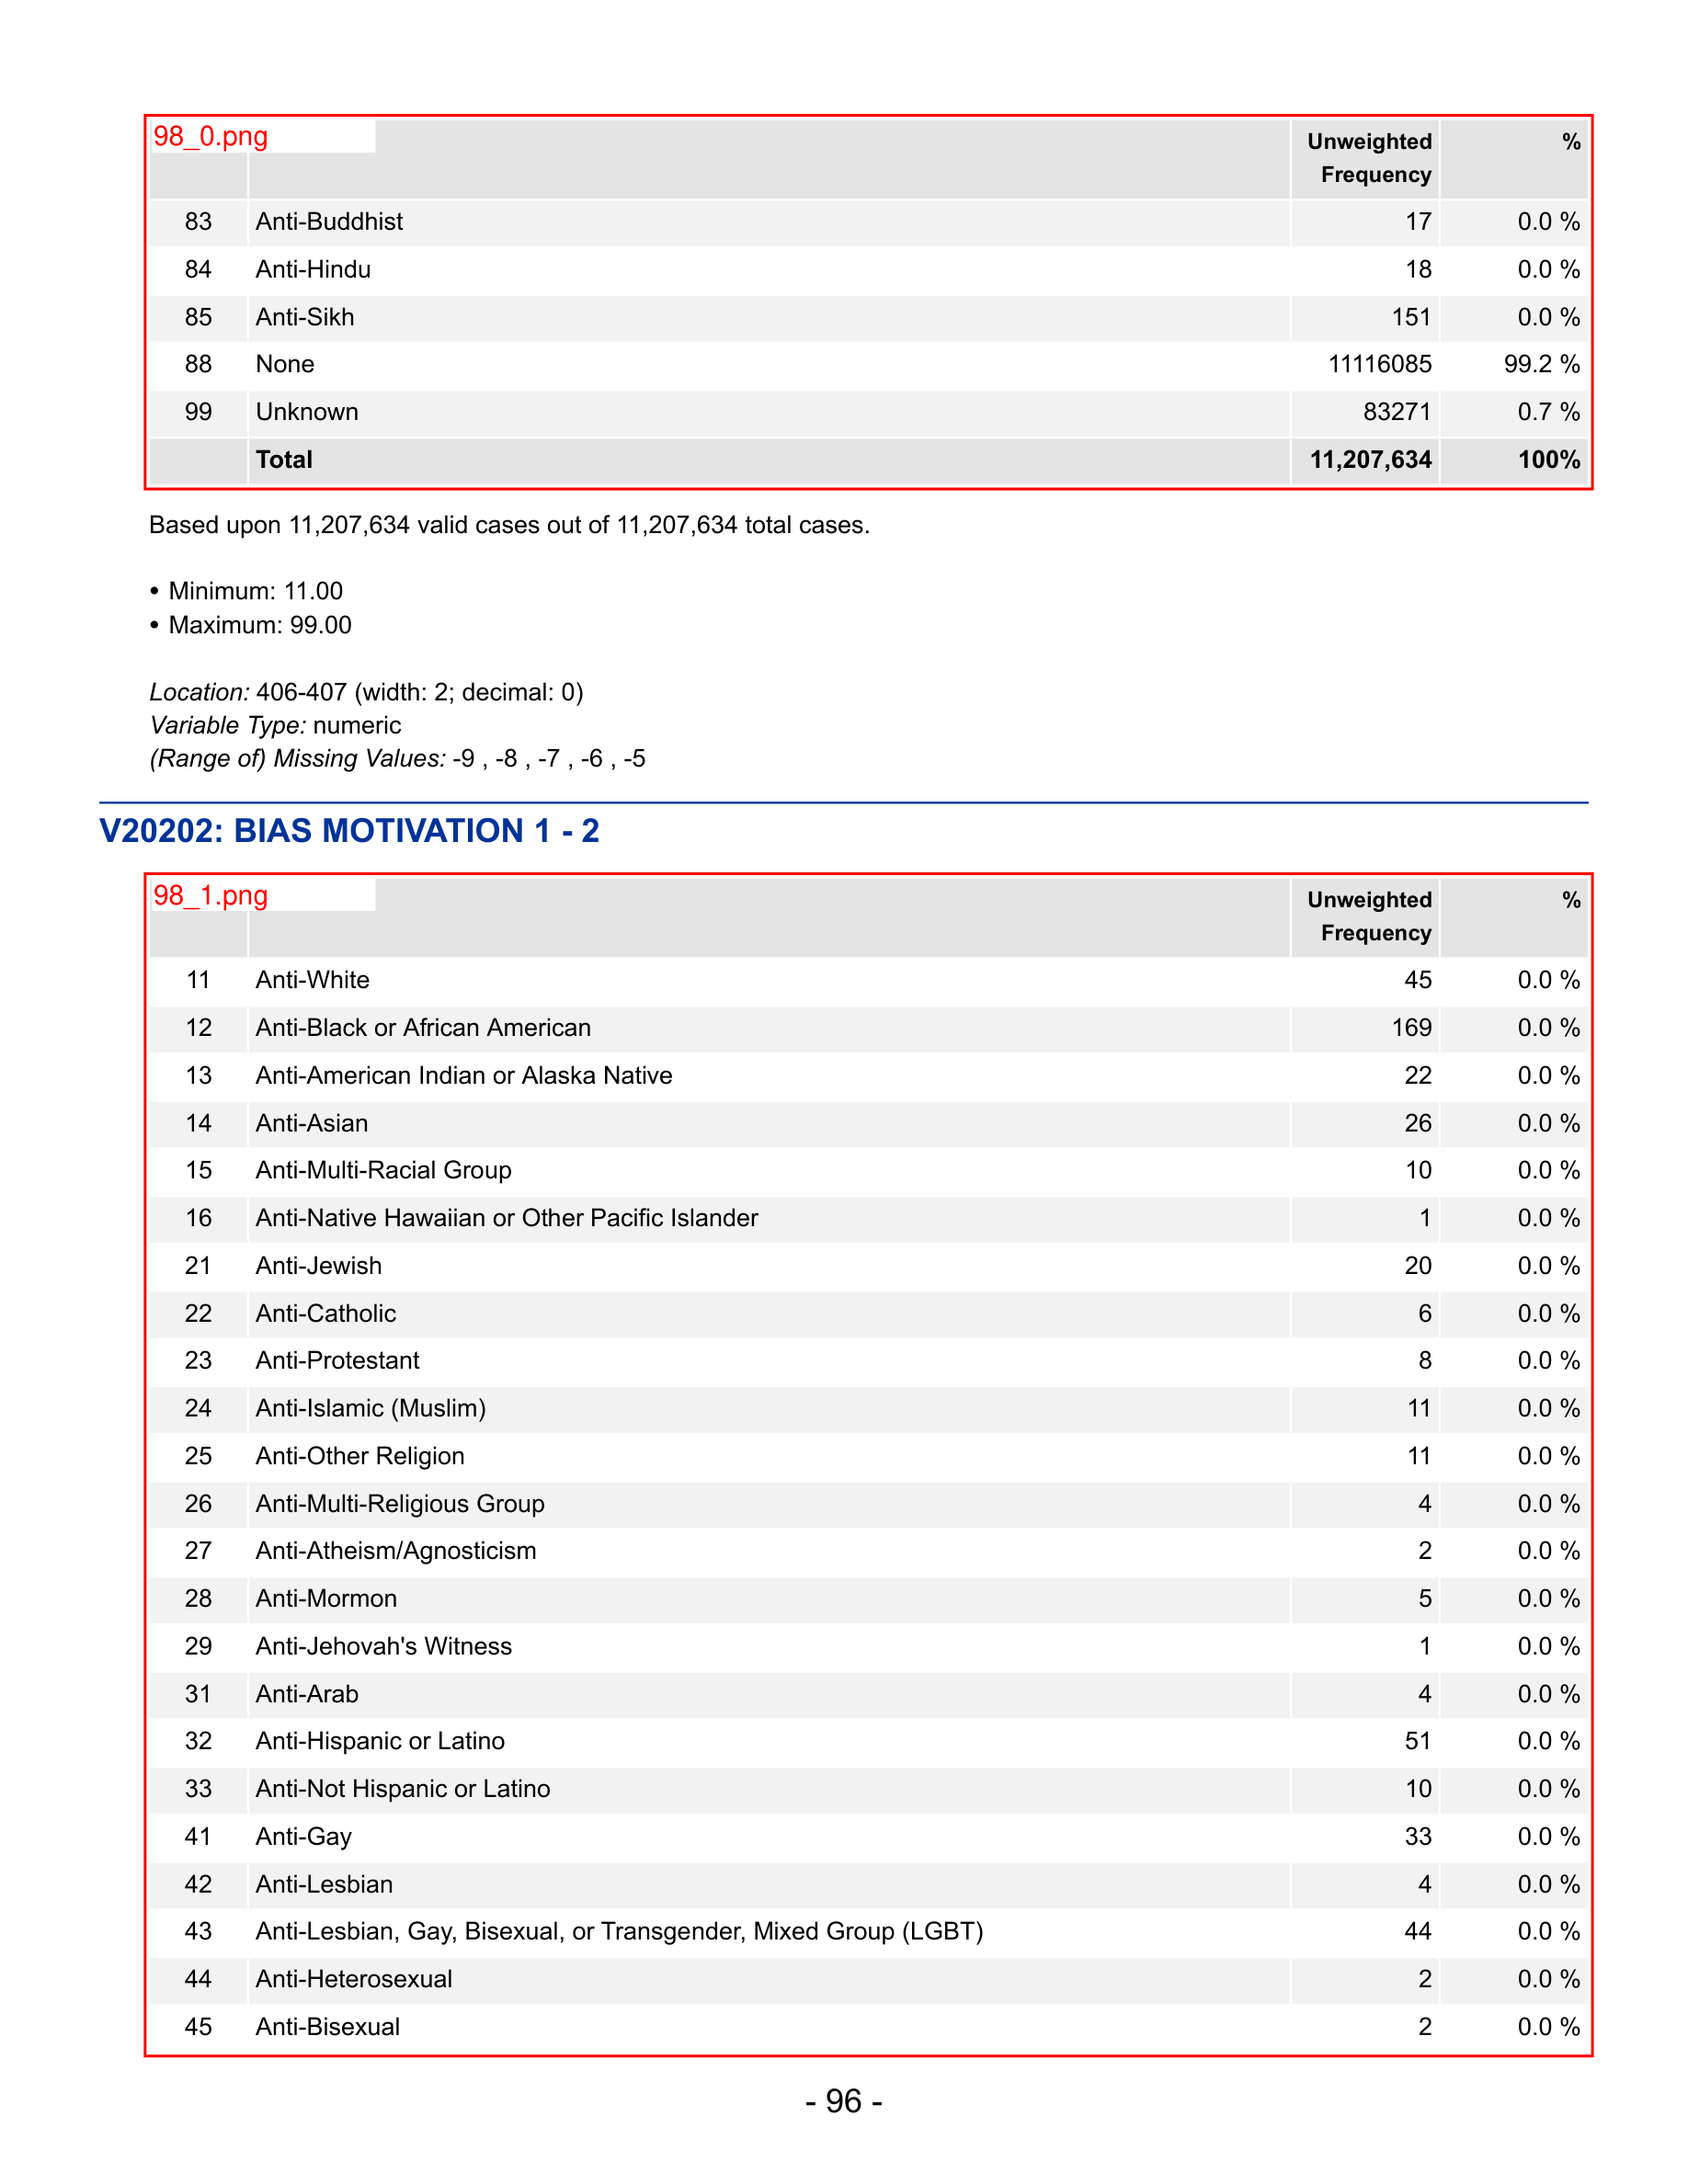 98_0.png
Unweighted Frequency %
83 Anti-Buddhist 17 0.0 %
84 Anti-Hindu 18 0.0 %
85 Anti-Sikh 151 0.0 %
88 None 11116085 99.2 %
99 Unknown 83271 0.7 %
Total 11,207,634 100%
Based upon 11,207,634 valid cases out of 11,207,634 total cases.
• Minimum: 11.00
• Maximum: 99.00
Location: 406-407 (width: 2; decimal: 0)
Variable Type: numeric
(Range of) Missing Values: -9 , -8 , -7 , -6 , -5
V20202: BIAS MOTIVATION 1 - 2
98_1.png
Unweighted Frequency %
11 Anti-White 45 0.0 %
12 Anti-Black or African American 169 0.0 %
13 Anti-American Indian or Alaska Native 22 0.0 %
14 Anti-Asian 26 0.0 %
15 Anti-Multi-Racial Group 10 0.0 %
16 Anti-Native Hawaiian or Other Pacific Islander 1 0.0 %
21 Anti-Jewish 20 0.0 %
22 Anti-Catholic 6 0.0 %
23 Anti-Protestant 8 0.0 %
24 Anti-Islamic (Muslim) 11 0.0 %
25 Anti-Other Religion 11 0.0 %
26 Anti-Multi-Religious Group 4 0.0 %
27 Anti-Atheism/Agnosticism 2 0.0 %
28 Anti-Mormon 5 0.0 %
29 Anti-Jehovah's Witness 1 0.0 %
31 Anti-Arab 4 0.0 %
32 Anti-Hispanic or Latino 51 0.0 %
33 Anti-Not Hispanic or Latino 10 0.0 %
41 Anti-Gay 33 0.0 %
42 Anti-Lesbian 4 0.0 %
43 Anti-Lesbian, Gay, Bisexual, or Transgender, Mixed Group (LGBT) 44 0.0 %
44 Anti-Heterosexual 2 0.0 %
45 Anti-Bisexual 2 0.0 %
- 96 -